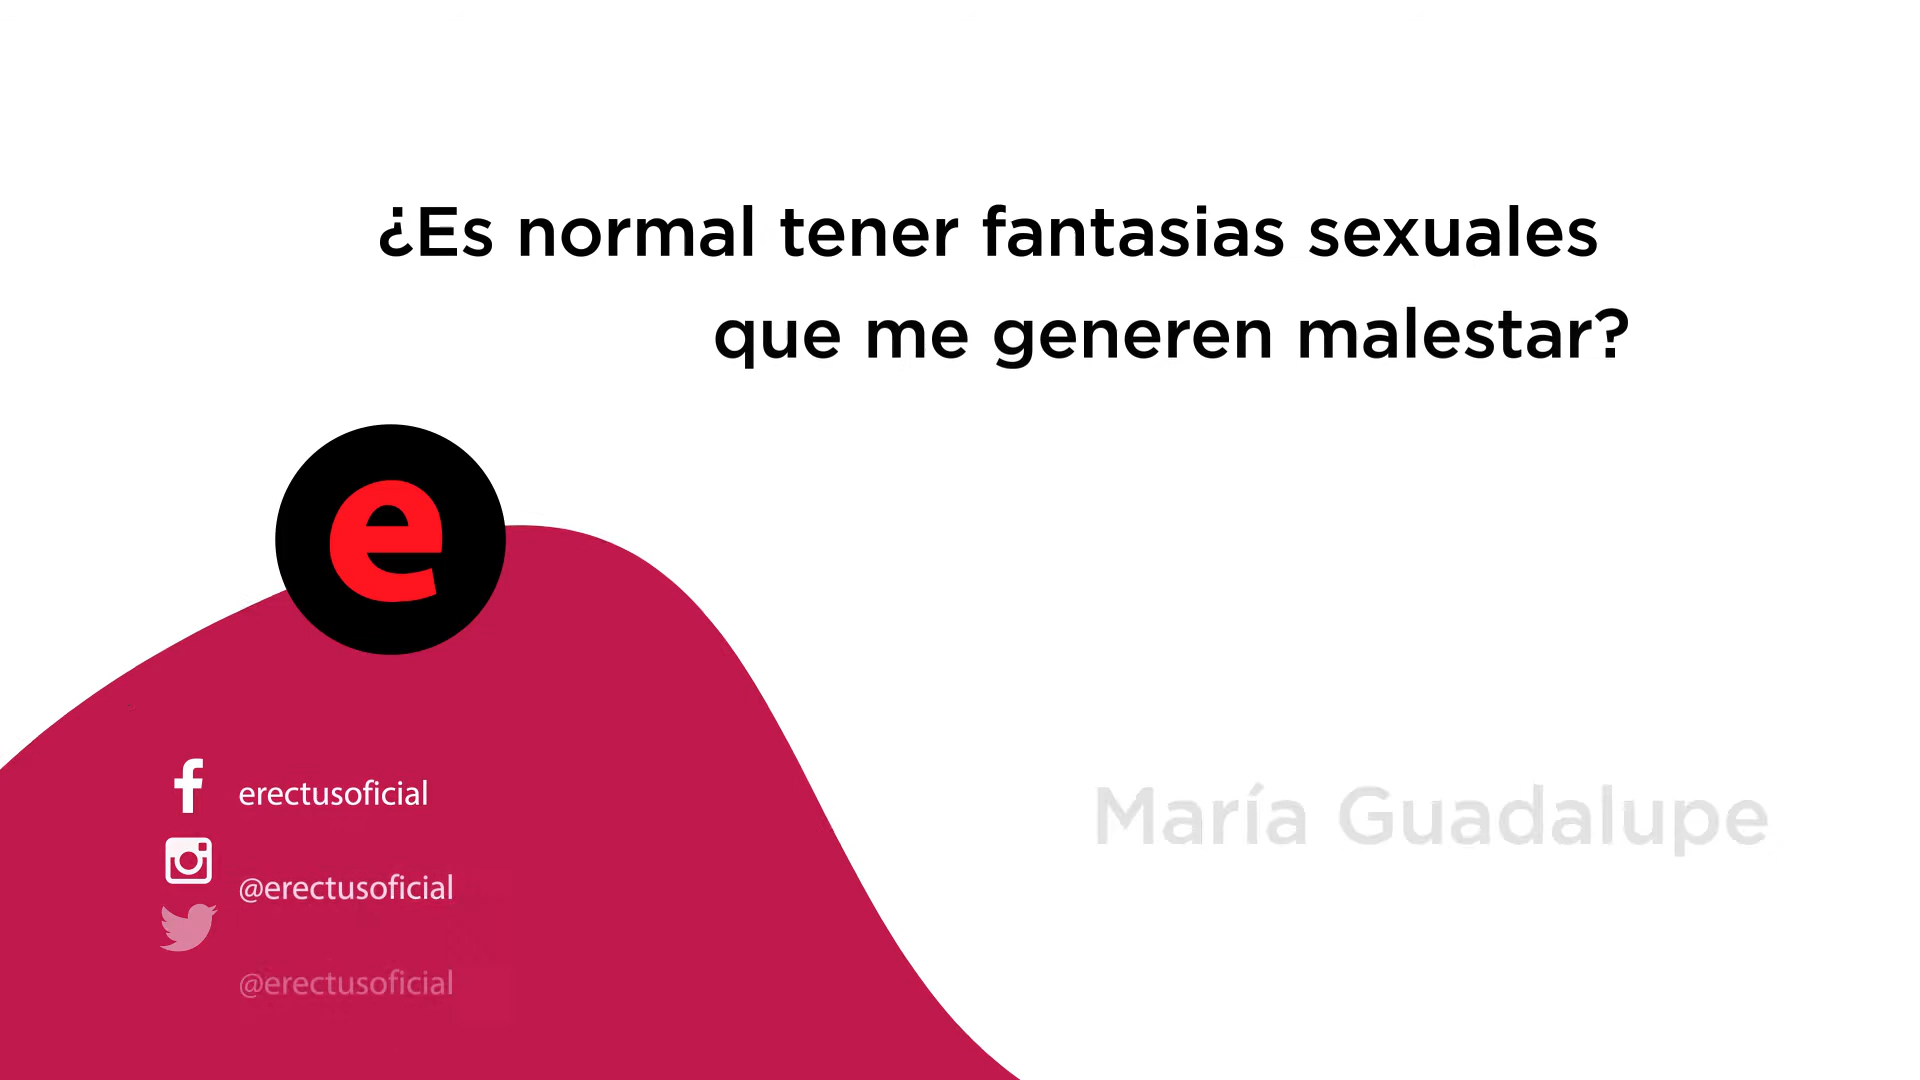 ¿Es normal tener fantasias sexuales
que me generen malestar?
e
erectusoficial
@erectusoficial
@erectusoficial
María Guadalupe